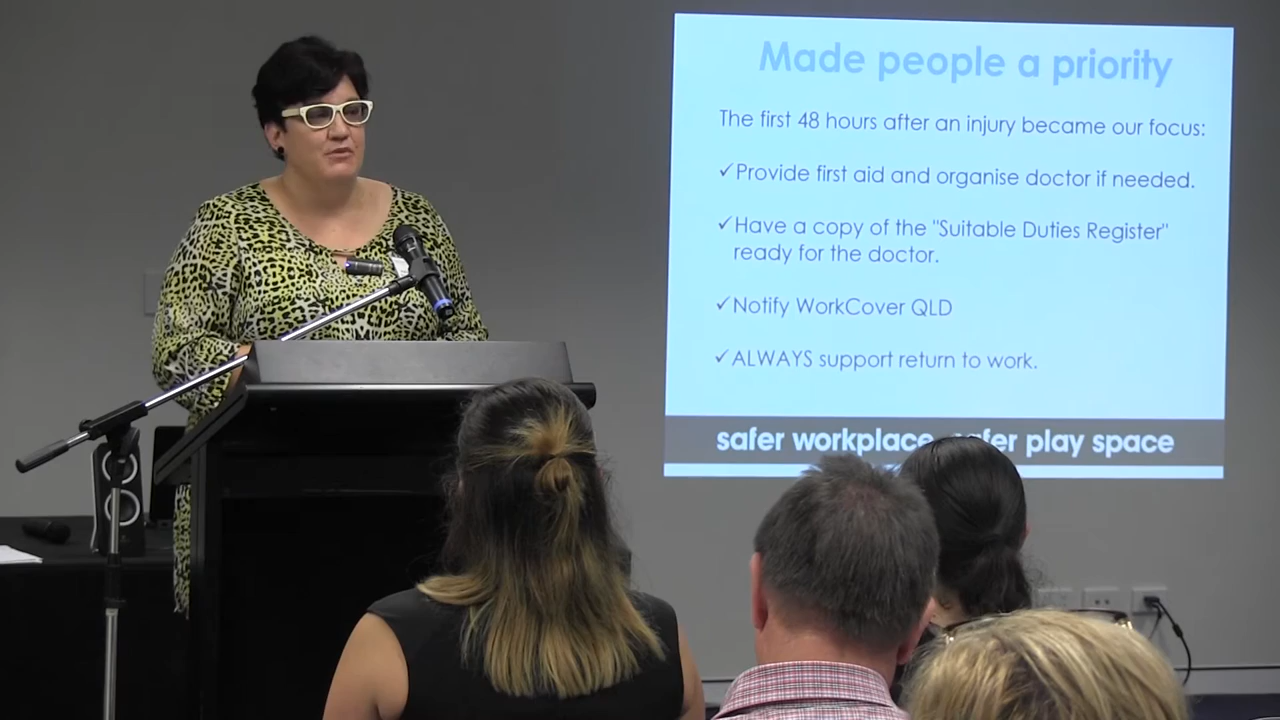 Made people a priority
The first 48 hours after an injury became our focus:
✓Provide first aid and organise doctor if needed.
✓Have a copy of the "Suitable Duties Register"
ready for the doctor.
✓Notify WorkCover QLD
✓ALWAYS support return to work.
safer workplace safer play space